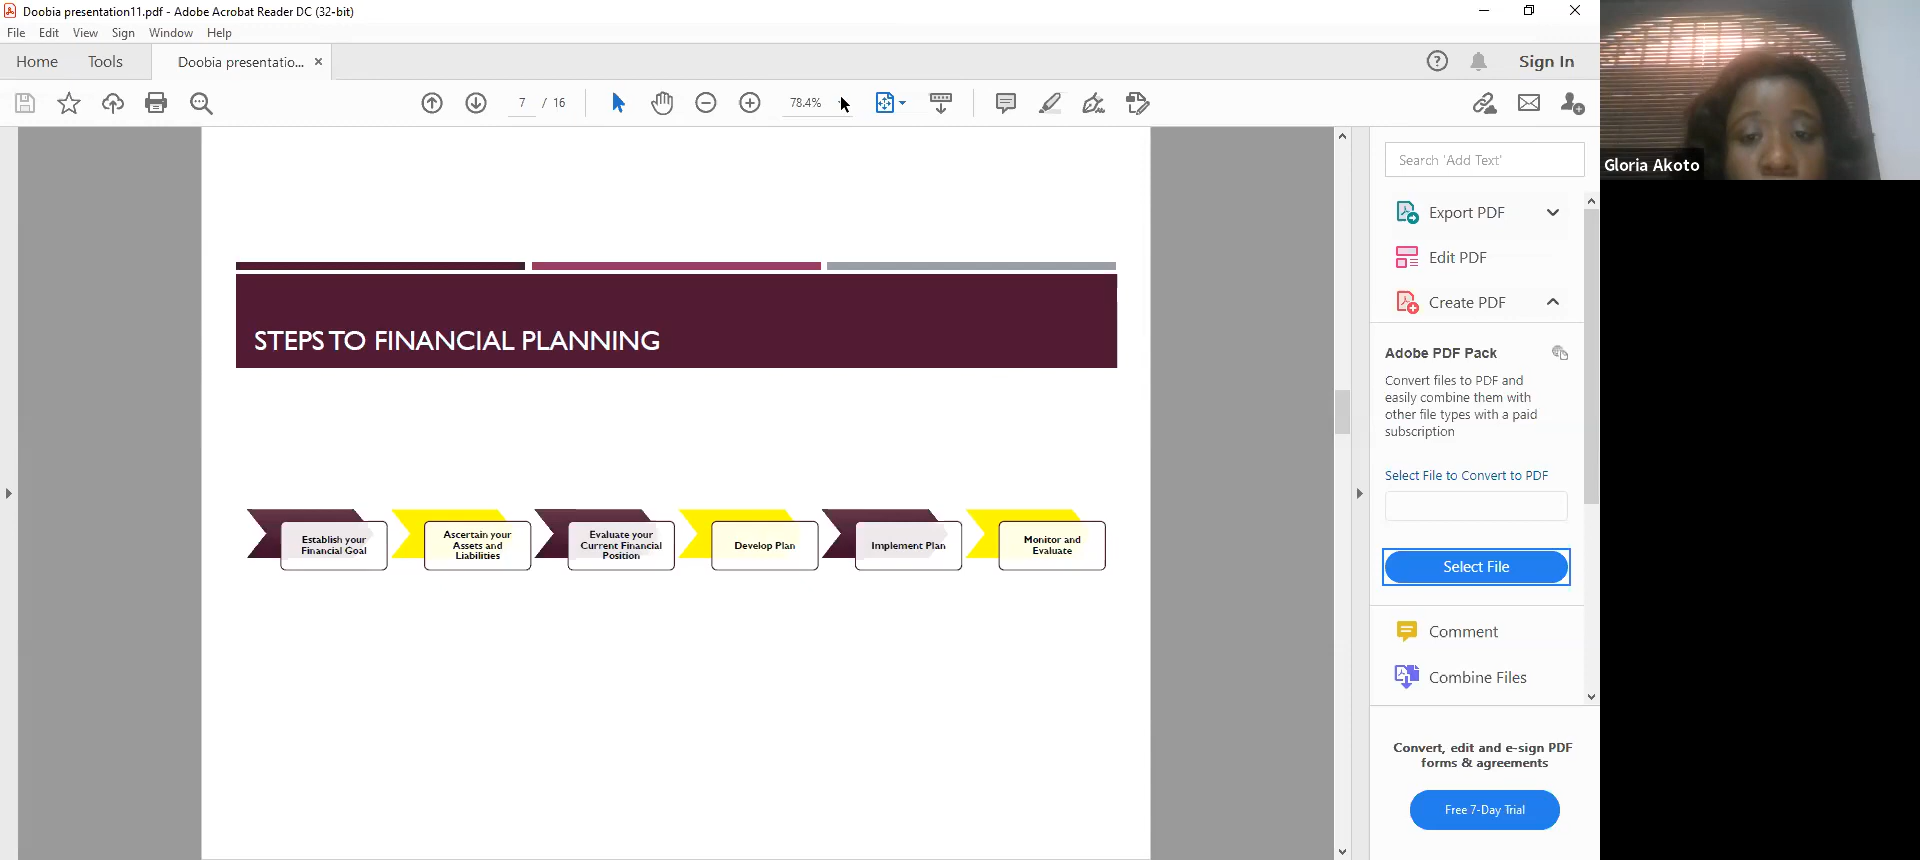 Doobia presentation11.pdf - Adobe Acrobat Reader DC (32-bit)
File Edit View Sign Window Help
Home Tools Doobia presentatio... × Sign In
7 / 16 78.4%
Gloria Akoto
Search 'Add Text'
Export PDF
Edit PDF
Create PDF
Adobe PDF Pack
Convert files to PDF and
easily combine them with
other file types with a paid
subscription
Select File to Convert to PDF
Select File
Comment
Combine Files
Convert, edit and e-sign PDF
forms & agreements
Free 7-Day Trial
STEPS TO FINANCIAL PLANNING
Establish your
Financial Goal
Ascertain your
Assets and
Liabilities
Evaluate your
Current Financial
Position
Develop Plan
Implement Plan
Monitor and
Evaluate